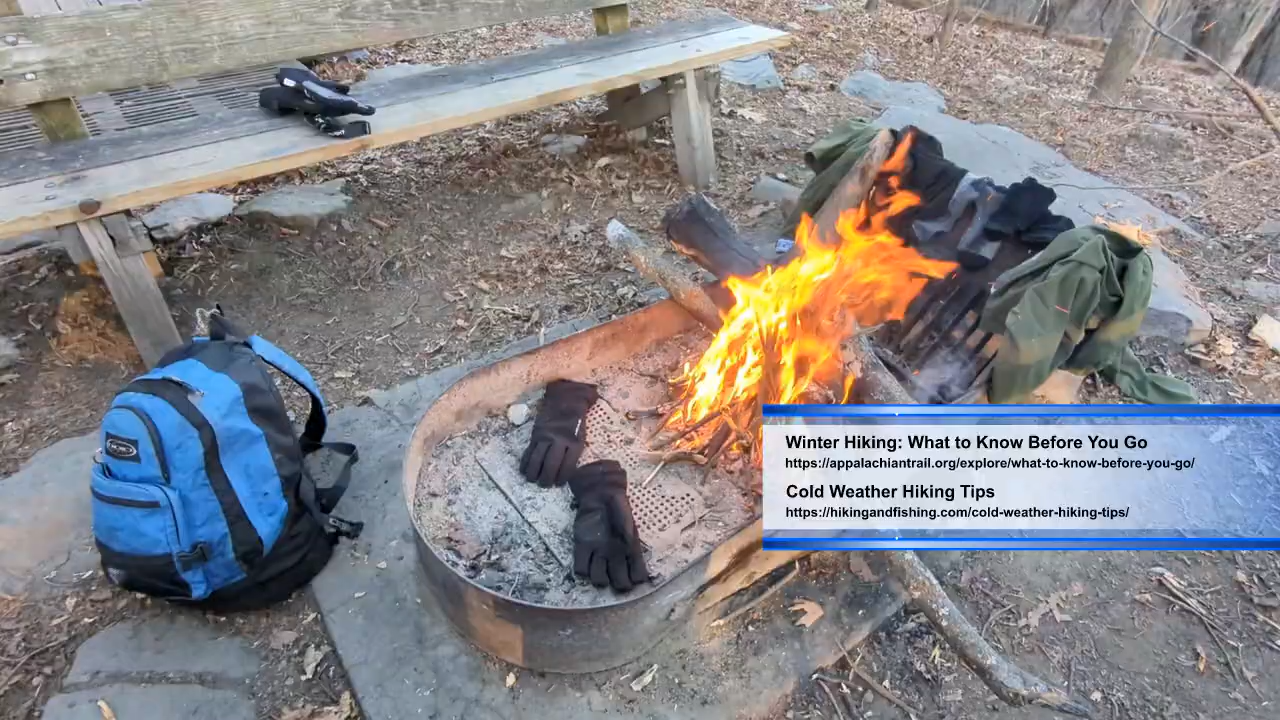 Winter Hiking: What to Know Before You Go
https://appalachiantrail.org/explore/what-to-know-before-you-go/
Cold Weather Hiking Tips
https://hikingandfishing.com/cold-weather-hiking-tips/